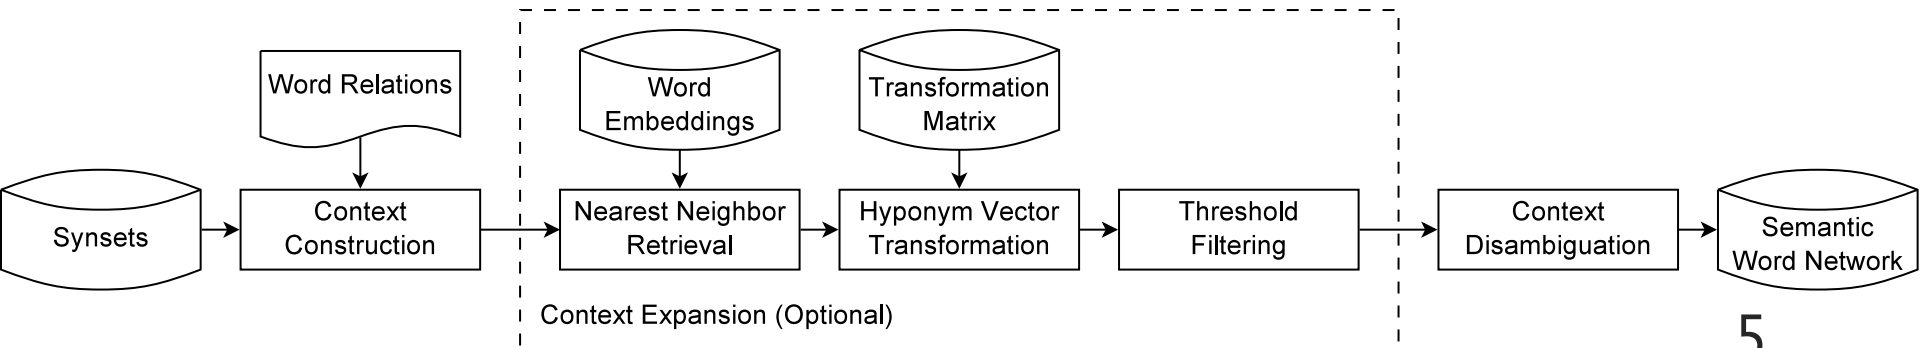 Word Relations
Word
Embeddings
Transformation
Matrix
Synsets
Context
Construction
Nearest Neighbor
Retrieval
Hyponym Vector
Transformation
Threshold
Filtering
Context
Disambiguation
Semantic
Word Network
Context Expansion (Optional)
5